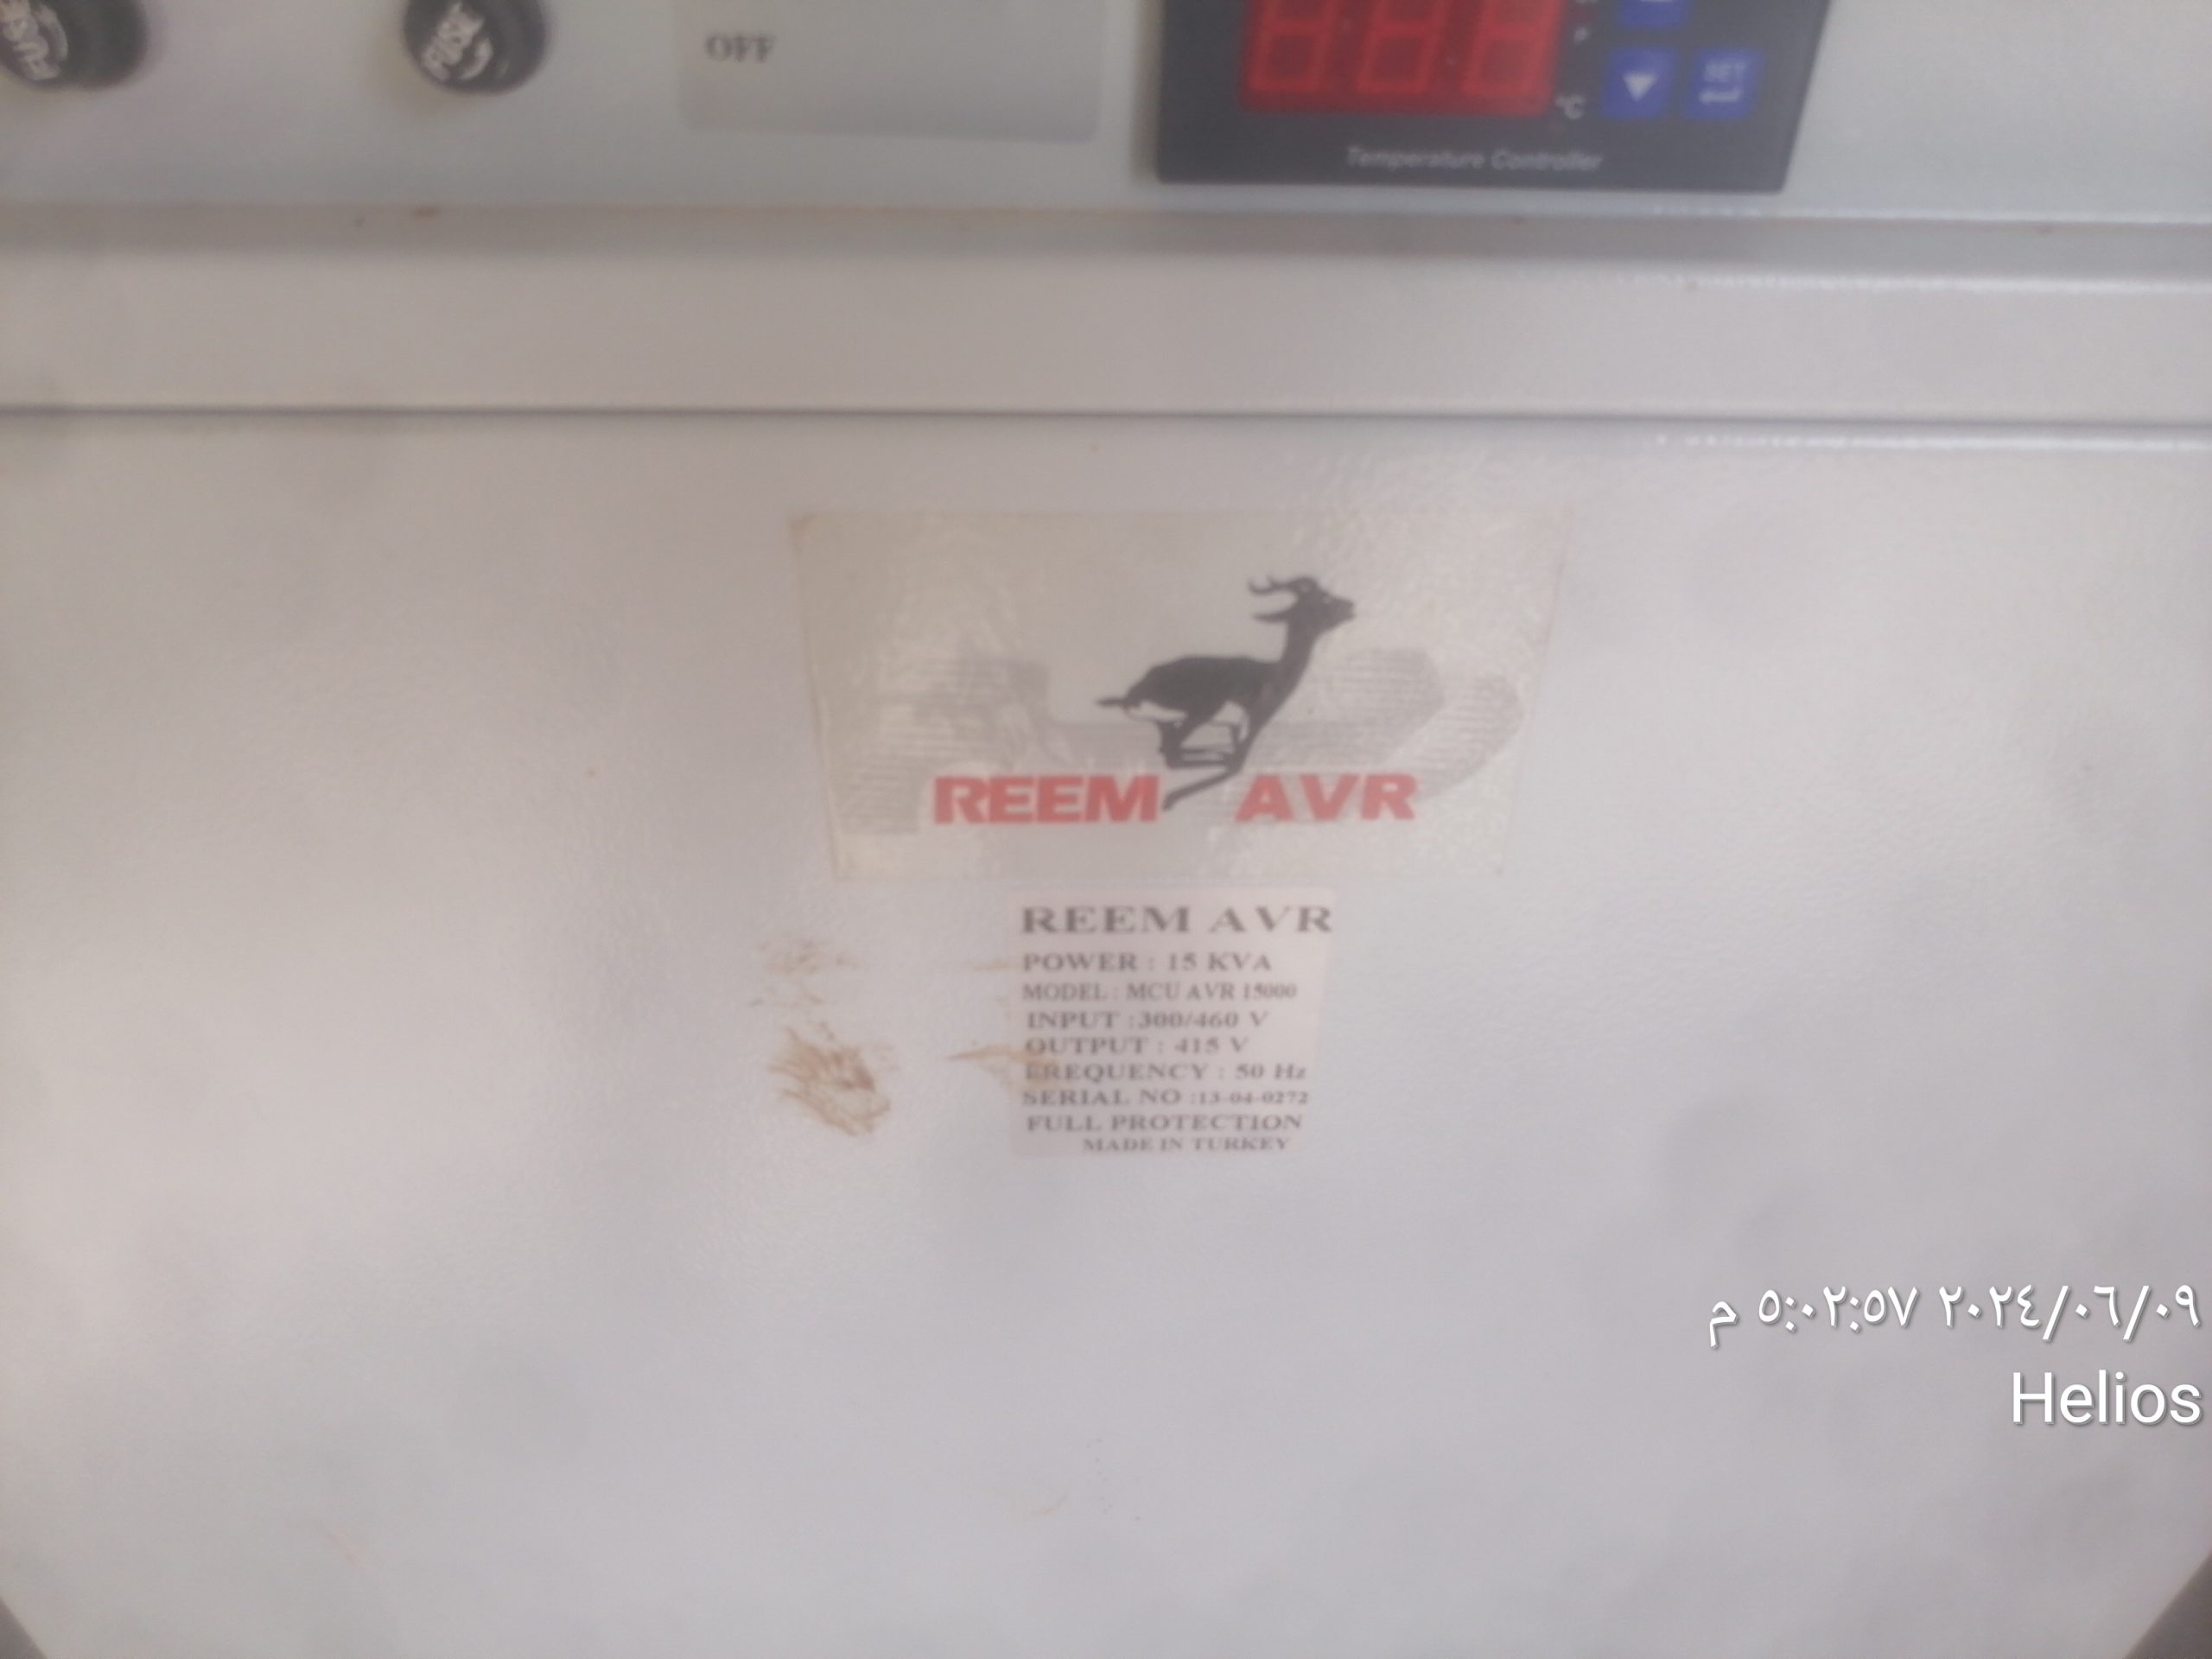 FUSE
FUSE
OFF
°C
SET
Temperature Controller
REEM AVR
REEM AVR
POWER : 15 KVA
MODEL : MCU AVR 15000
INPUT :300/460 V
OUTPUT : 415 V
FREQUENCY : 50 Hz
SERIAL NO :13-04-0272
FULL PROTECTION
MADE IN TURKEY
٢٠٢٤/٠٦/٠٩ ٥:٠٢:٥٧ م
Helios